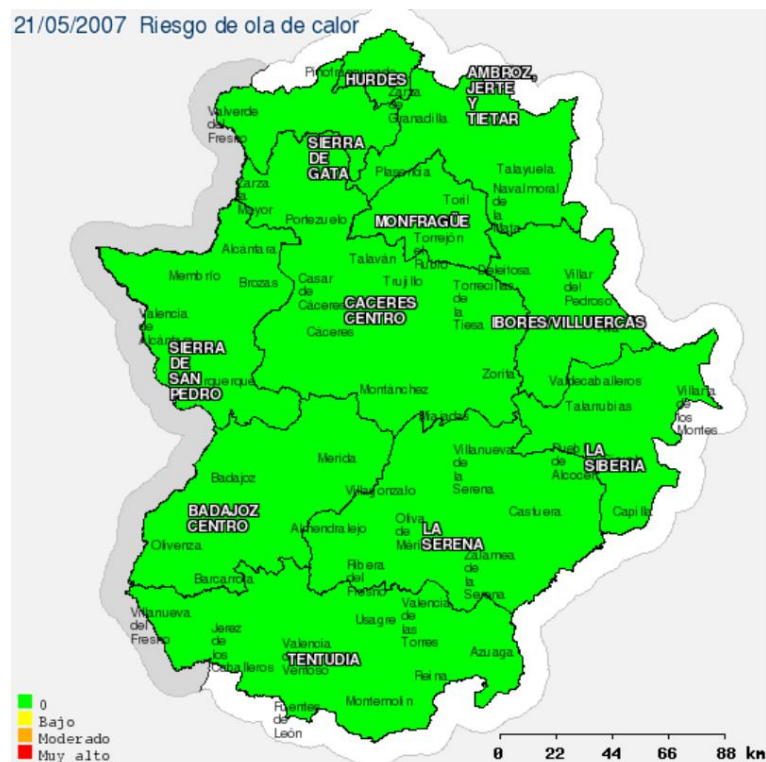 21/05/2007 Riesgo de ola de calor
HURDES
AMBROZ,
JERTE
Y
TIETAR
Zarza
de
Granadilla
Valverde
del
Fresno
SIERRA
DE
GATA
Plasencia
Talayuela
Navalmoral
de
la
Mata
Zarza
la
Mayor
Toril
Portezuelo
MONFRAGÜE
Torrejón
el
Rubio
Alcántara
Talaván
Deleitosa
Membrío
Brozas
Casar
de
Cáceres
Trujillo
Torrecillas
de
la
Tiesa
Villar
del
Pedroso
CACERES
CENTRO
Valencia
de
Alcántara
Cáceres
IBORES/VILLUERCAS
SIERRA
DE
SAN
PEDRO
Zorita
Valdecaballeros
Montánchez
Talarrubias
Villarta
de
los
Montes
Miajadas
Merida
Villanueva
de
la
Serena
LA
SIBERIA
Badajoz
Villagonzalo
de
Alcocer
BADAJOZ
CENTRO
Almendralejo
Oliva
de
LA
SERENA
Castuera
Capilla
Olivenza
Zalamea
de
la
Serena
Barcarrota
Ribera
del
Fresno
Villanueva
del
Fresno
Jerez
de
los
Caballeros
Usagre
Valencia
de
las
Torres
Valencia
Ventoso
TENTUDIA
Azuaga
Reina
Montemolin
Fuentes
de
León
0
Bajo
Moderado
Muy alto
0 22 44 66 88 km